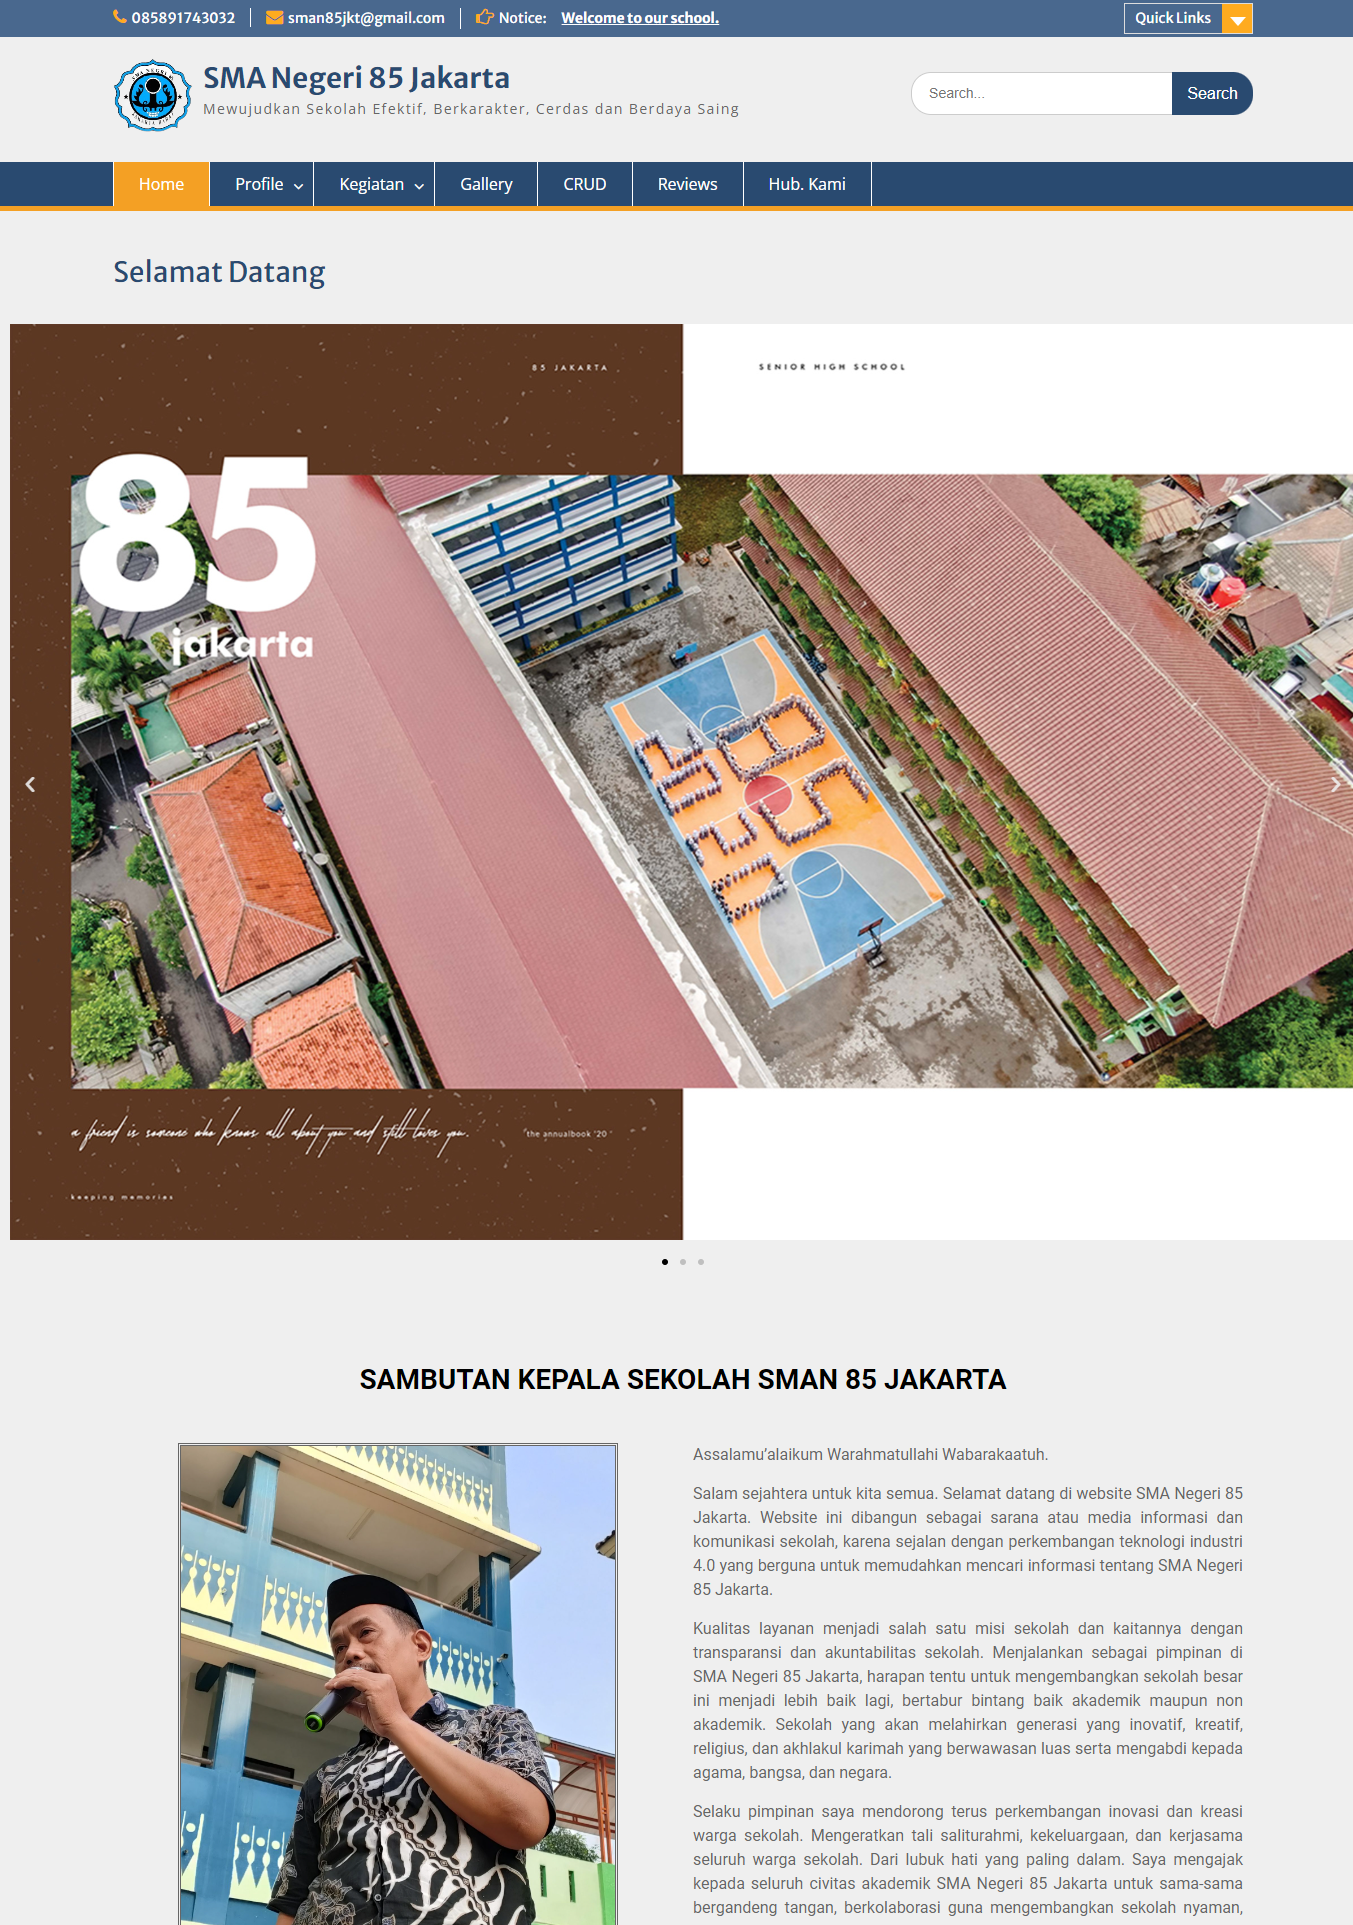 085891743032
sman85jkt@gmail.com
Notice: Welcome to our school.
Quick Links
SMA Negeri 85 Jakarta
Mewujudkan Sekolah Efektif, Berkarakter, Cerdas dan Berdaya Saing
Search...
Search
Home
Profile
Kegiatan
Gallery
CRUD
Reviews
Hub. Kami
Selamat Datang
85 JAKARTA
SENIOR HIGH SCHOOL
85
jakarta
a friend is someone who knows all about you and still loves you.
the annualbook '20
keeping memories
SAMBUTAN KEPALA SEKOLAH SMAN 85 JAKARTA
Assalamu’alaikum Warahmatullahi Wabarakaatuh.
Salam sejahtera untuk kita semua. Selamat datang di website SMA Negeri 85
Jakarta. Website ini dibangun sebagai sarana atau media informasi dan
komunikasi sekolah, karena sejalan dengan perkembangan teknologi industri
4.0 yang berguna untuk memudahkan mencari informasi tentang SMA Negeri
85 Jakarta.
Kualitas layanan menjadi salah satu misi sekolah dan kaitannya dengan
transparansi dan akuntabilitas sekolah. Menjalankan sebagai pimpinan di
SMA Negeri 85 Jakarta, harapan tentu untuk mengembangkan sekolah besar
ini menjadi lebih baik lagi, bertabur bintang baik akademik maupun non
akademik. Sekolah yang akan melahirkan generasi yang inovatif, kreatif,
religius, dan akhlakul karimah yang berwawasan luas serta mengabdi kepada
agama, bangsa, dan negara.
Selaku pimpinan saya mendorong terus perkembangan inovasi dan kreasi
warga sekolah. Mengeratkan tali saliturahmi, kekeluargaan, dan kerjasama
seluruh warga sekolah. Dari lubuk hati yang paling dalam. Saya mengajak
kepada seluruh civitas akademik SMA Negeri 85 Jakarta untuk sama-sama
bergandeng tangan, berkolaborasi guna mengembangkan sekolah nyaman,